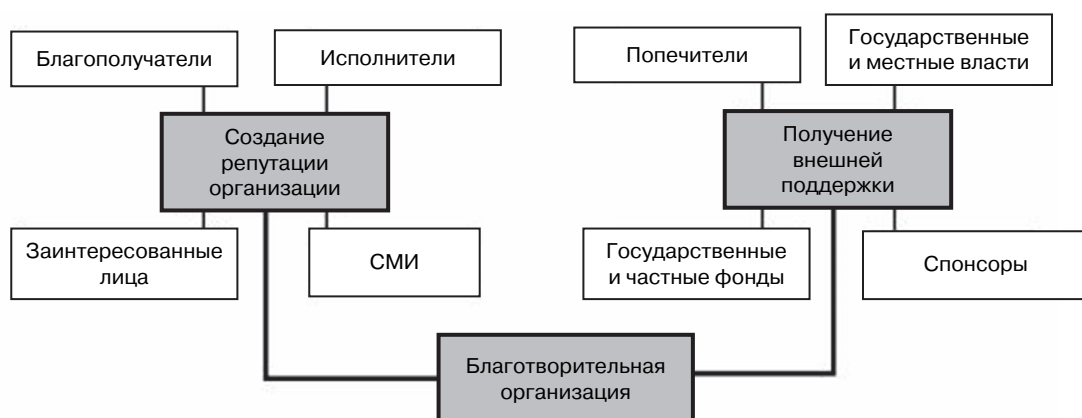 Благополучатели
Исполнители
Попечители
Государственные
и местные власти
Создание
репутации
организации
Получение
внешней
поддержки
Заинтересованные
лица
СМИ
Государственные
и частные фонды
Спонсоры
Благотворительная
организация